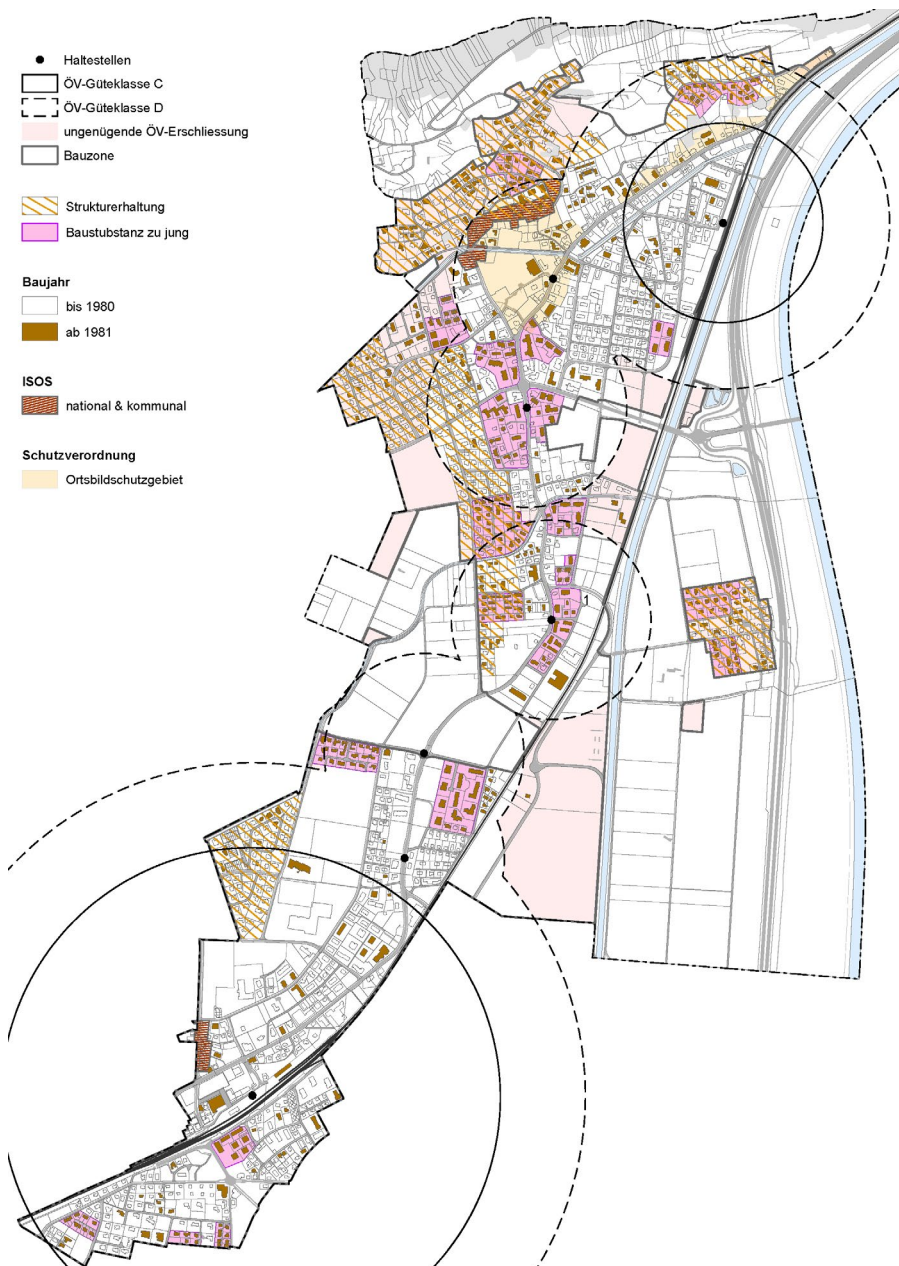 Haltestellen
ÖV-Güteklasse C
ÖV-Güteklasse D
ungenügende ÖV-Erschliessung
Bauzone
Strukturerhaltung
Baustubstanz zu jung
Baujahr
bis 1980
ab 1981
ISOS
national & kommunal
Schutzverordnung
Ortsbildschutzgebiet
1